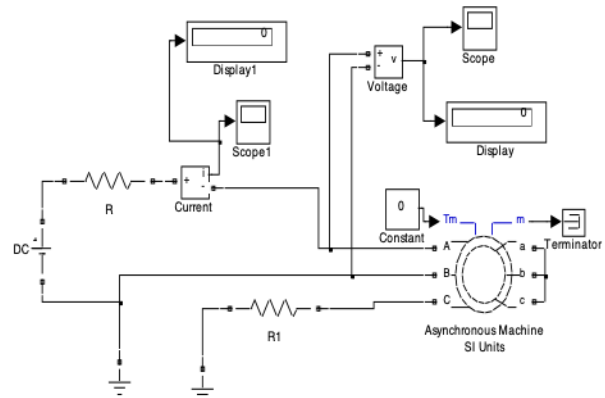 0
Display1
Scope
+
v
-
Voltage
Scope1
0
Display
R
+
i
-
Current
0
Constant
Tm
m
Terminator
DC
+
A
a
B
b
C
c
R1
Asynchronous Machine
SI Units